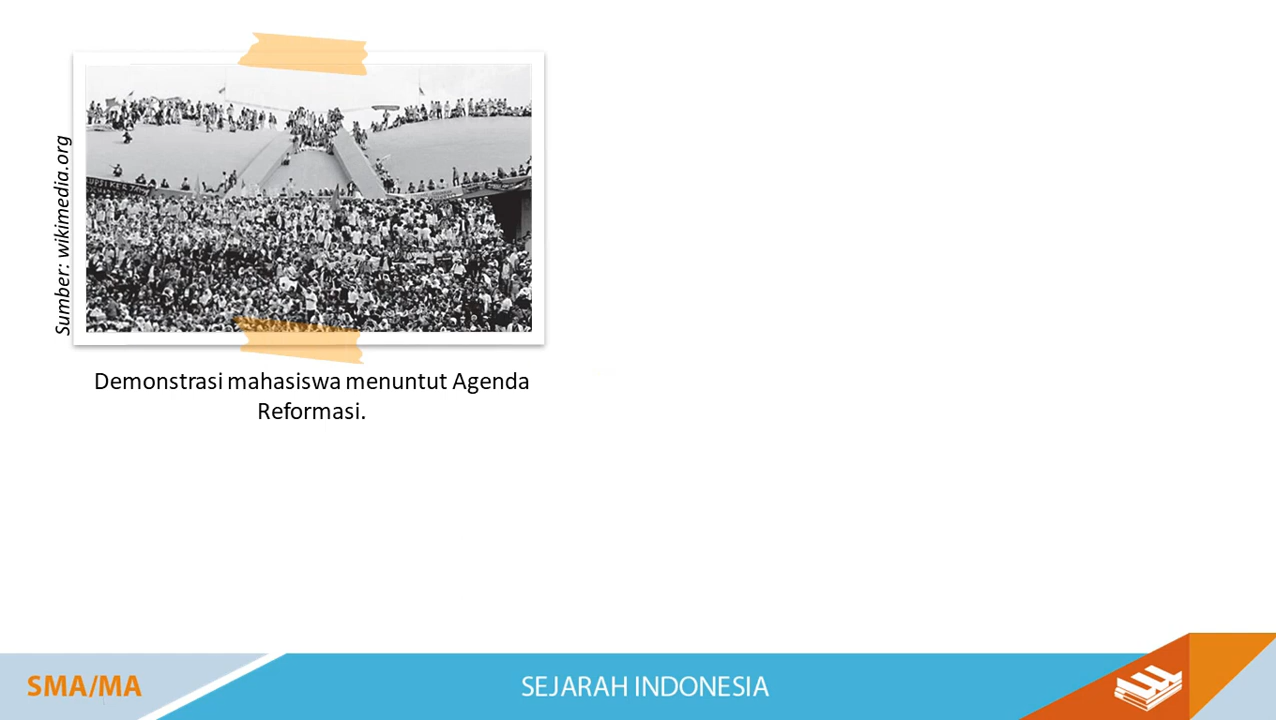 Sumber: wikimedia.org
Demonstrasi mahasiswa menuntut Agenda
Reformasi.
SMA/MA
SEJARAH INDONESIA